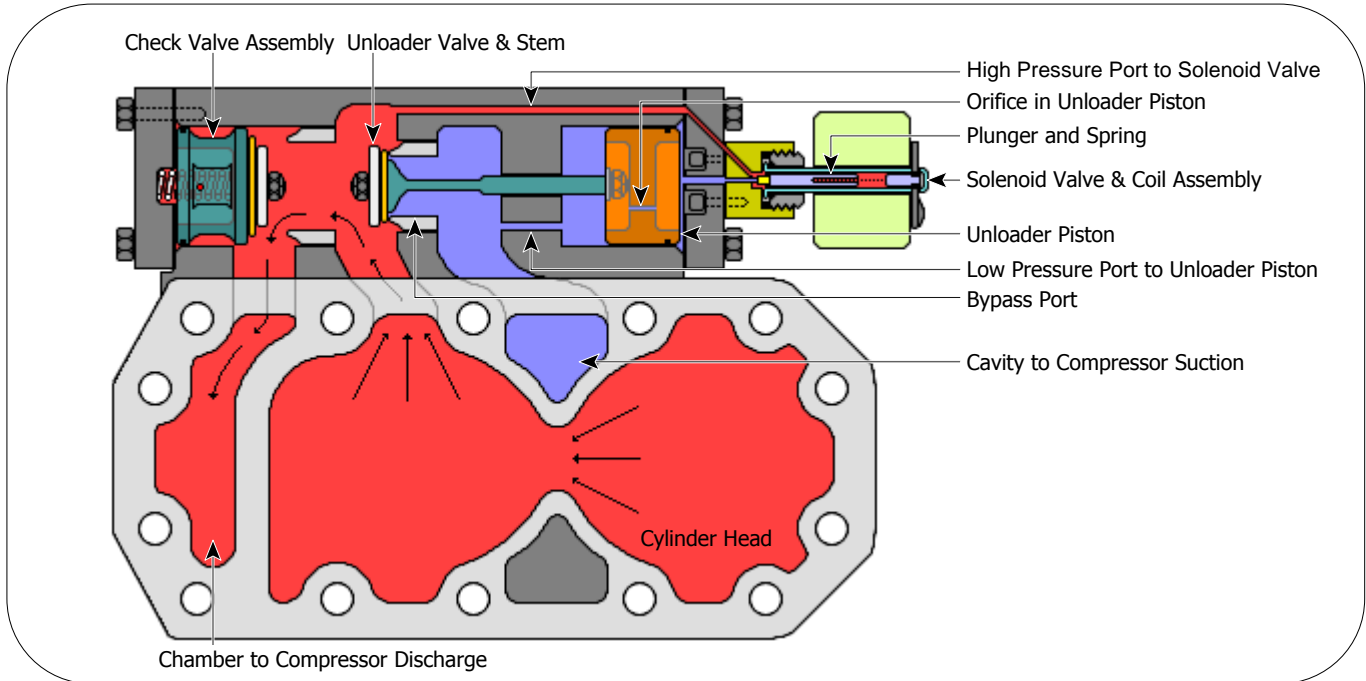 Check Valve Assembly
Unloader Valve & Stem
High Pressure Port to Solenoid Valve
Orifice in Unloader Piston
Plunger and Spring
Solenoid Valve & Coil Assembly
Unloader Piston
Low Pressure Port to Unloader Piston
Bypass Port
Cavity to Compressor Suction
Cylinder Head
Chamber to Compressor Discharge